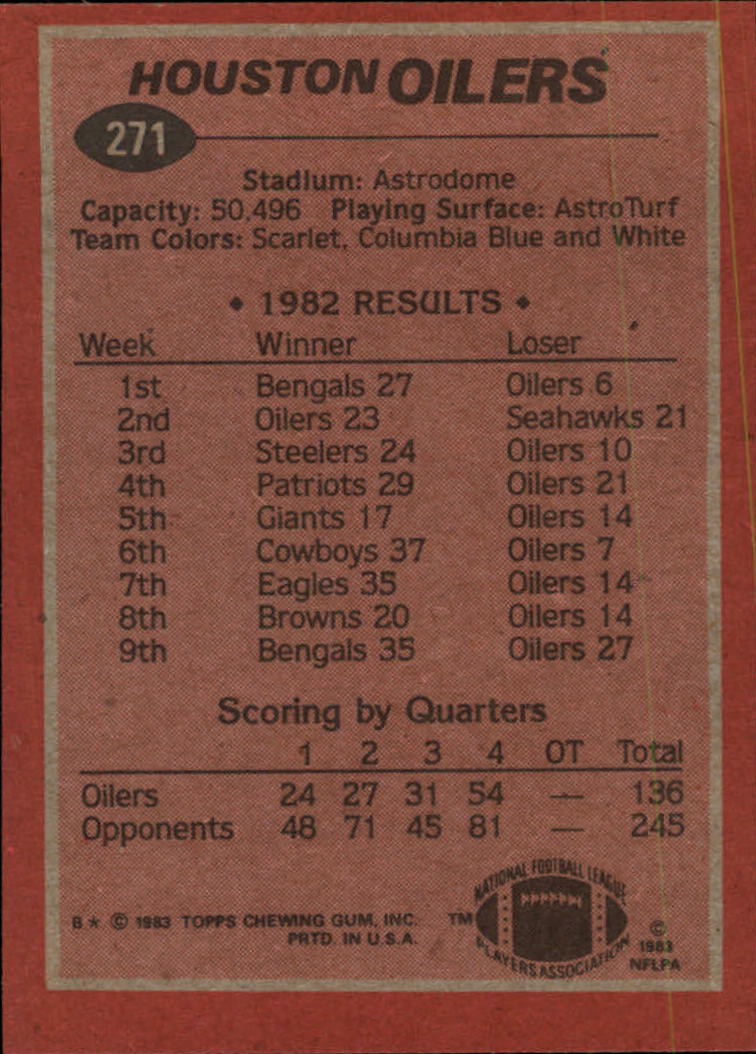 HOUSTON OILERS
271
Stadium: Astrodome
Capacity: 50,496 Playing Surface: AstroTurf
Team Colors: Scarlet, Columbia Blue and White
• 1982 RESULTS •
Week Winner Loser
1st Bengals 27 Oilers 6
2nd Oilers 23 Seahawks 21
3rd Steelers 24 Oilers 10
4th Patriots 29 Oilers 21
5th Giants 17 Oilers 14
6th Cowboys 37 Oilers 7
7th Eagles 35 Oilers 14
8th Browns 20 Oilers 14
9th Bengals 35 Oilers 27
Scoring by Quarters
1 2 3 4 OT Total
Oilers 24 27 31 54 — 136
Opponents 48 71 45 81 — 245
NATIONAL FOOTBALL LEAGUE
PLAYERS ASSOCIATION
B * © 1983 TOPPS CHEWING GUM, INC. TM
PRTD. IN U.S.A.
© 1983
NFLPA